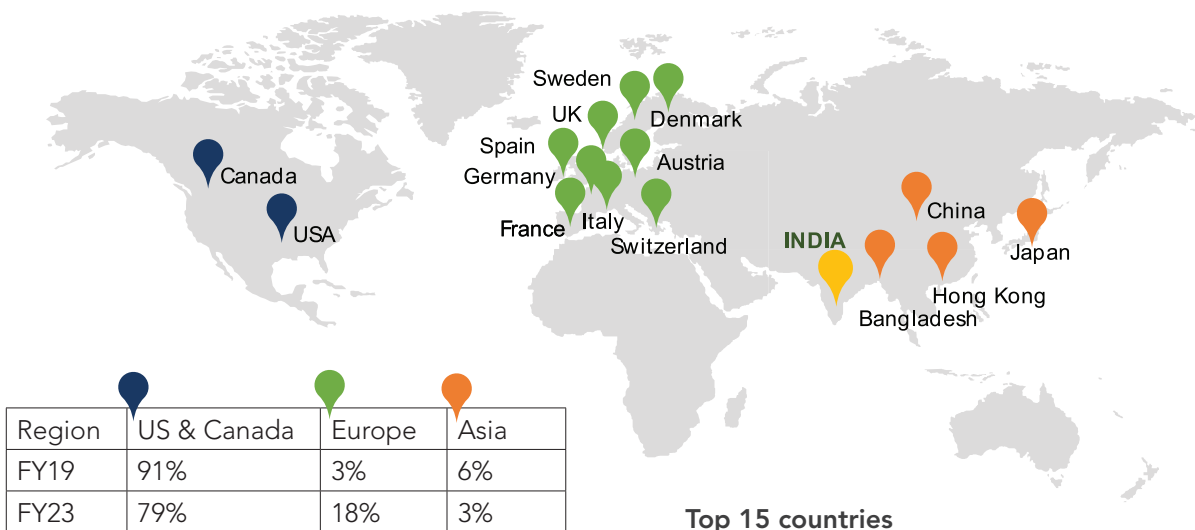 Sweden
UK
Denmark
Spain
Austria
Germany
Canada
France
Italy
Switzerland
USA
China
INDIA
Japan
Hong Kong
Bangladesh
Region US & Canada Europe Asia
FY19 91% 3% 6%
FY23 79% 18% 3%
Top 15 countries